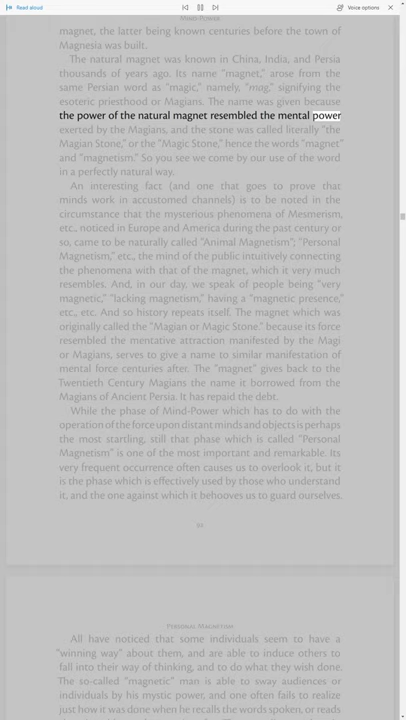 Read aloud
Voice options
Mind-Power
magnet, the latter being known centuries before the town of
Magnesia was built.
The natural magnet was known in China, India, and Persia
thousands of years ago. Its name "magnet," arose from the
same Persian word as "magic," namely, "mag," signifying the
esoteric priesthood or Magians. The name was given because
the power of the natural magnet resembled the mental power
exerted by the Magians, and the stone was called literally "the
Magian Stone," or the "Magic Stone," hence the words "magnet"
and "magnetism." So you see we come by our use of the word
in a perfectly natural way.
An interesting fact (and one that goes to prove that
minds work in accustomed channels) is to be noted in the
circumstance that the mysterious phenomena of Mesmerism,
etc., noticed in Europe and America during the past century or
so, came to be naturally called "Animal Magnetism"; "Personal
Magnetism," etc., the mind of the public intuitively connecting
the phenomena with that of the magnet, which it very much
resembles. And, in our day, we speak of people being "very
magnetic," "lacking magnetism," having a "magnetic presence,"
etc., etc. And so history repeats itself. The magnet which was
originally called the "Magian or Magic Stone." because its force
resembled the mentative attraction manifested by the Magi
or Magians, serves to give a name to similar manifestation of
mental force centuries after. The "magnet" gives back to the
Twentieth Century Magians the name it borrowed from the
Magians of Ancient Persia. It has repaid the debt.
While the phase of Mind-Power which has to do with the
operation of the force upon distant minds and objects is perhaps
the most startling, still that phase which is called "Personal
Magnetism" is one of the most important and remarkable. Its
very frequent occurrence often causes us to overlook it, but it
is the phase which is effectively used by those who understand
it, and the one against which it behooves us to guard ourselves.
Personal Magnetism
All have noticed that some individuals seem to have a
"winning way" about them, and are able to induce others to
fall into their way of thinking, and to do what they wish done.
The so-called "magnetic" man is able to sway audiences or
individuals by his mystic power, and one often fails to realize
just how it was done when he recalls the words spoken, or reads